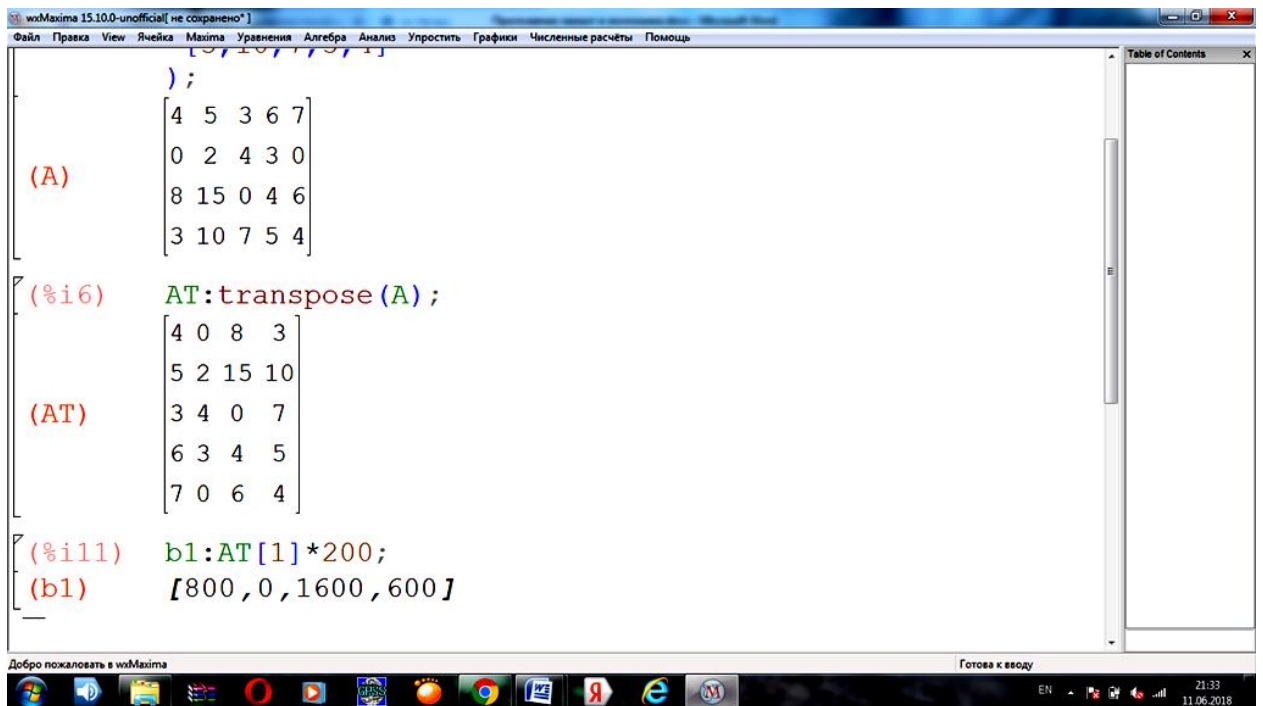 wxMaxima 15.10.0-unofficial[ не сохранено* ]
Файл Правка View Ячейка Maxima Уравнения Алгебра Анализ Упростить Графики Численные расчёты Помощь
Table of Contents
);
4 5 3 6 7
0 2 4 3 0
(A)
8 15 0 4 6
3 10 7 5 4
(%i6) AT:transpose(A);
4 0 8 3
5 2 15 10
(AT) 3 4 0 7
6 3 4 5
7 0 6 4
(%i11) b1:AT[1]*200;
(b1) [800,0,1600,600]
Добро пожаловать в wxMaxima Готова к вводу
GPSS
EN 21:33
11.06.2018